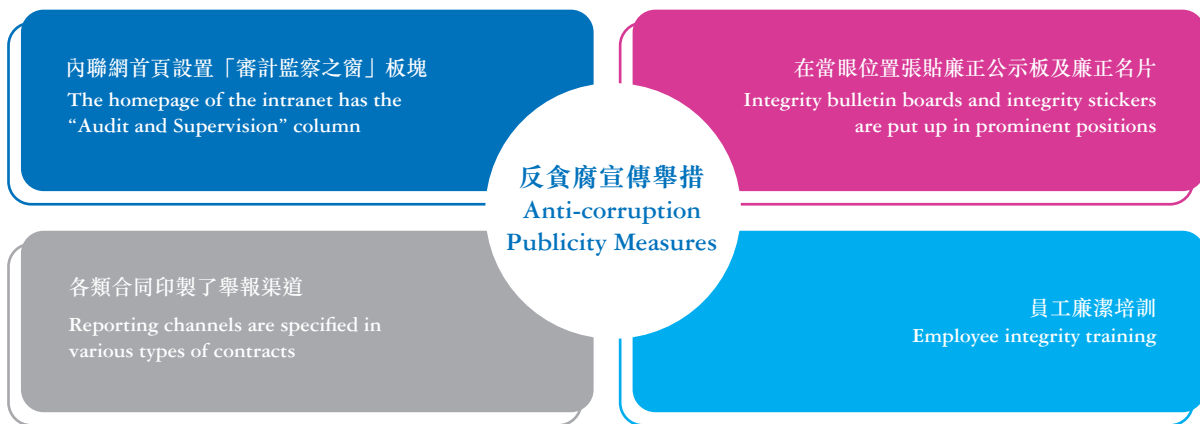 內聯網首頁設置「審計監察之窗」板塊
The homepage of the intranet has the
“Audit and Supervision” column
在當眼位置張貼廉正公示板及廉正名片
Integrity bulletin boards and integrity stickers
are put up in prominent positions
反貪腐宣傳舉措
Anti-corruption
Publicity Measures
各類合同印製了舉報渠道
Reporting channels are specified in
various types of contracts
員工廉潔培訓
Employee integrity training